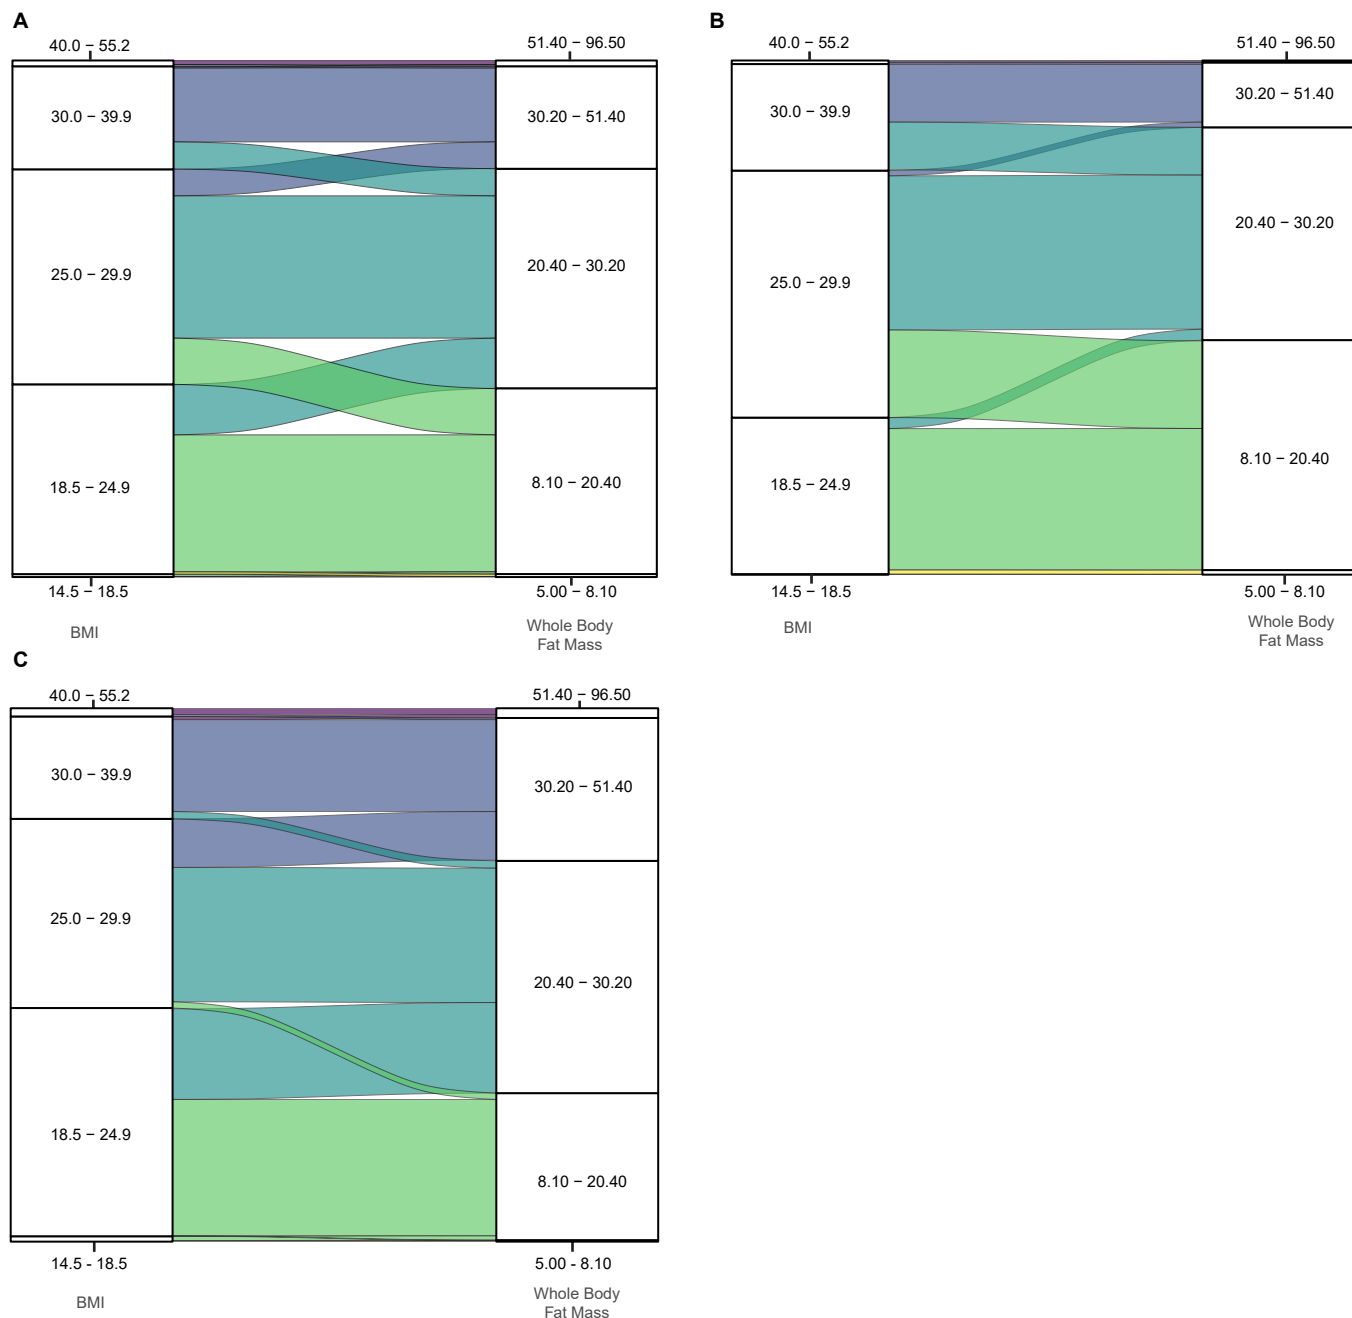 A
40.0 − 55.2
51.40 − 96.50
30.0 − 39.9
30.20 − 51.40
25.0 − 29.9
20.40 − 30.20
18.5 − 24.9
8.10 − 20.40
14.5 − 18.5
5.00 − 8.10
BMI
Whole Body
Fat Mass
B
40.0 − 55.2
51.40 − 96.50
30.0 − 39.9
30.20 − 51.40
20.40 − 30.20
25.0 − 29.9
8.10 − 20.40
18.5 − 24.9
14.5 − 18.5
5.00 − 8.10
BMI
Whole Body
Fat Mass
C
40.0 − 55.2
51.40 − 96.50
30.0 − 39.9
30.20 − 51.40
25.0 − 29.9
20.40 − 30.20
18.5 − 24.9
8.10 − 20.40
14.5 - 18.5
5.00 - 8.10
BMI
Whole Body
Fat Mass